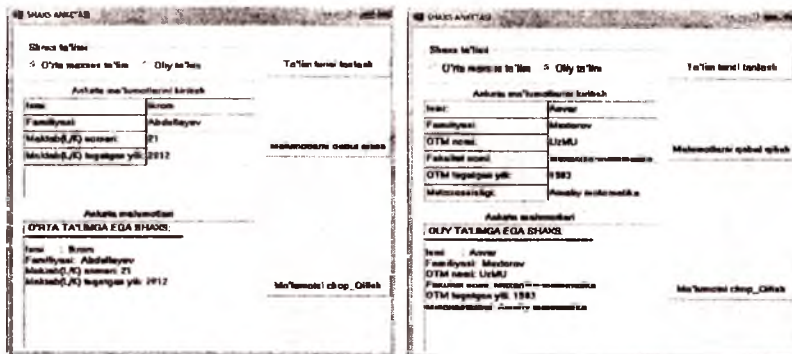 SHAXS ANKETASI
Shaxs ta'limi
O'rta maxsus ta'lim Oliy ta'lim
Ta'lim turini tanlash
Anketa ma'lumotlarini kiritish
Ismi: Ikrom
Familiyasi: Abdullayev
Maktab(L/K) nomeri: 21
Maktab(L/K) tugatgan yili: 2012
Ma'lumotlarni qabul qilish
Anketa ma'lumotlari
O'RTA TA'LIMGA EGA SHAXS:
Ismi : Ikrom
Familiyasi: Abdullayev
Maktab(L/K) nomeri: 21
Maktab(L/K) tugatgan yili: 2012
Ma'lumotni chop_Qilish
SHAXS ANKETASI
Shaxs ta'limi
O'rta maxsus ta'lim Oliy ta'lim
Ta'lim turini tanlash
Anketa ma'lumotlarini kiritish
Ismi: Anvar
Familiyasi: Maxtorov
OTM nomi: UzMU
Fakultet nomi:
OTM tugatgan yili: 1983
Mutaxassisligi: Amaliy matematika
Ma'lumotlarni qabul qilish
Anketa ma'lumotlari
OLIY TA'LIMGA EGA SHAXS:
Ismi : Anvar
Familiyasi: Maxtorov
OTM nomi: UzMU
Fakultet nomi:
OTM tugatgan yili: 1983
Mutaxassisligi: Amaliy matematika
Ma'lumotni chop_Qilish